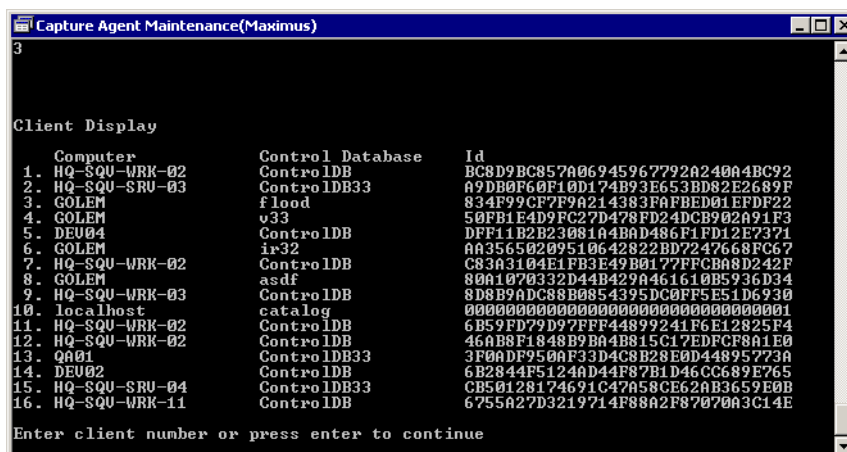 Capture Agent Maintenance(Maximus)
3
Client Display
Computer Control Database Id
1. HQ-SQV-WRK-02 ControlDB BC8D9BC857A06945967792A240A4BC92
2. HQ-SQV-SRV-03 ControlDB33 A9DB0F60F10D174B93E653BD82E2689F
3. GOLEM flood 834F99CF7F9A214383FAFBED01EFDF22
4. GOLEM v33 50FB1E4D9FC27D478FD24DCB902A91F3
5. DEV04 ControlDB DFF11B2B23081A4BAD486F1FD12E7371
6. GOLEM ir32 AA35650209510642822BD7247668FC67
7. HQ-SQV-WRK-02 ControlDB C83A3104E1FB3E49B0177FFCBA8D242F
8. GOLEM asdf 80A1070332D44B429A461610B5936D34
9. HQ-SQV-WRK-03 ControlDB 8D8B9ADC88B0854395DC0FF5E51D6930
10. localhost catalog 00000000000000000000000000000001
11. HQ-SQV-WRK-02 ControlDB 6B59FD79D97FFF44899241F6E12825F4
12. HQ-SQV-WRK-02 ControlDB 46AB8F1848B9BA4B815C17EDFCF8A1E0
13. QA01 ControlDB33 3F0ADF950AF33D4C8B28E0D44895773A
14. DEV02 ControlDB 6B2844F5124AD44F87B1D46CC689E765
15. HQ-SQV-SRV-04 ControlDB33 CB50128174691C47A58CE62AB3659E0B
16. HQ-SQV-WRK-11 ControlDB 6755A27D3219714F88A2F87070A3C14E
Enter client number or press enter to continue